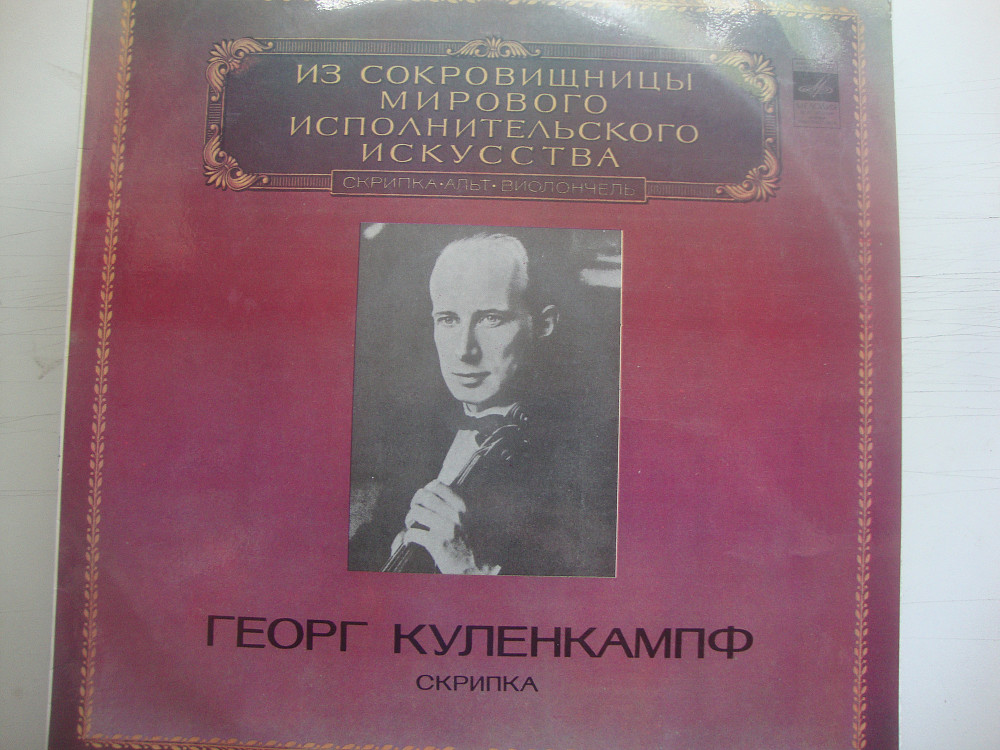 ИЗ СОКРОВИЩНИЦЫ
МИРОВОГО
ИСПОЛНИТЕЛЬСКОГО
ИСКУССТВА
СКРИПКА•АЛЬТ•ВИОЛОНЧЕЛЬ
ГЕОРГ КУЛЕНКАМПФ
СКРИПКА